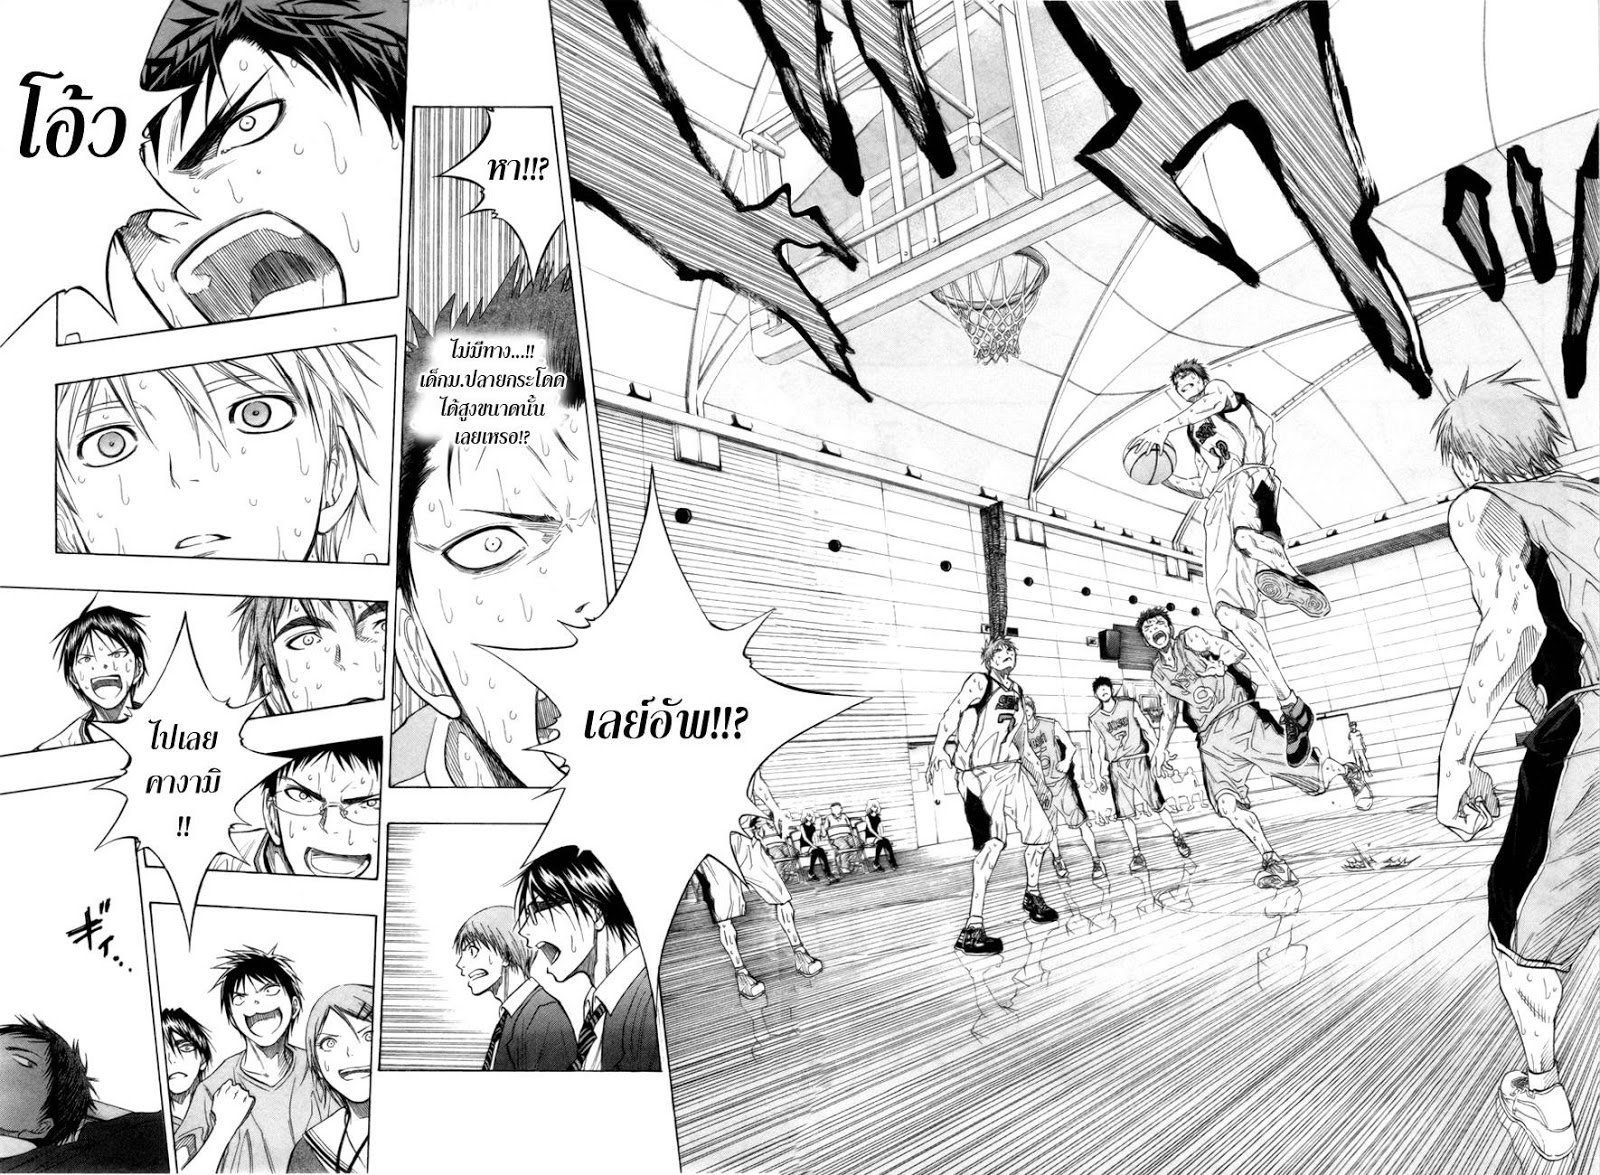 หา!!!?
ไม่มีทาง...!!
เด็กม.ปลายกระโดด
ได้สูงขนาดนั้น
เลยเหรอ!?
เลย์อัพ!!!?
โอ้ว
ไปเลย
คางามิ
!!
ギィ...
7